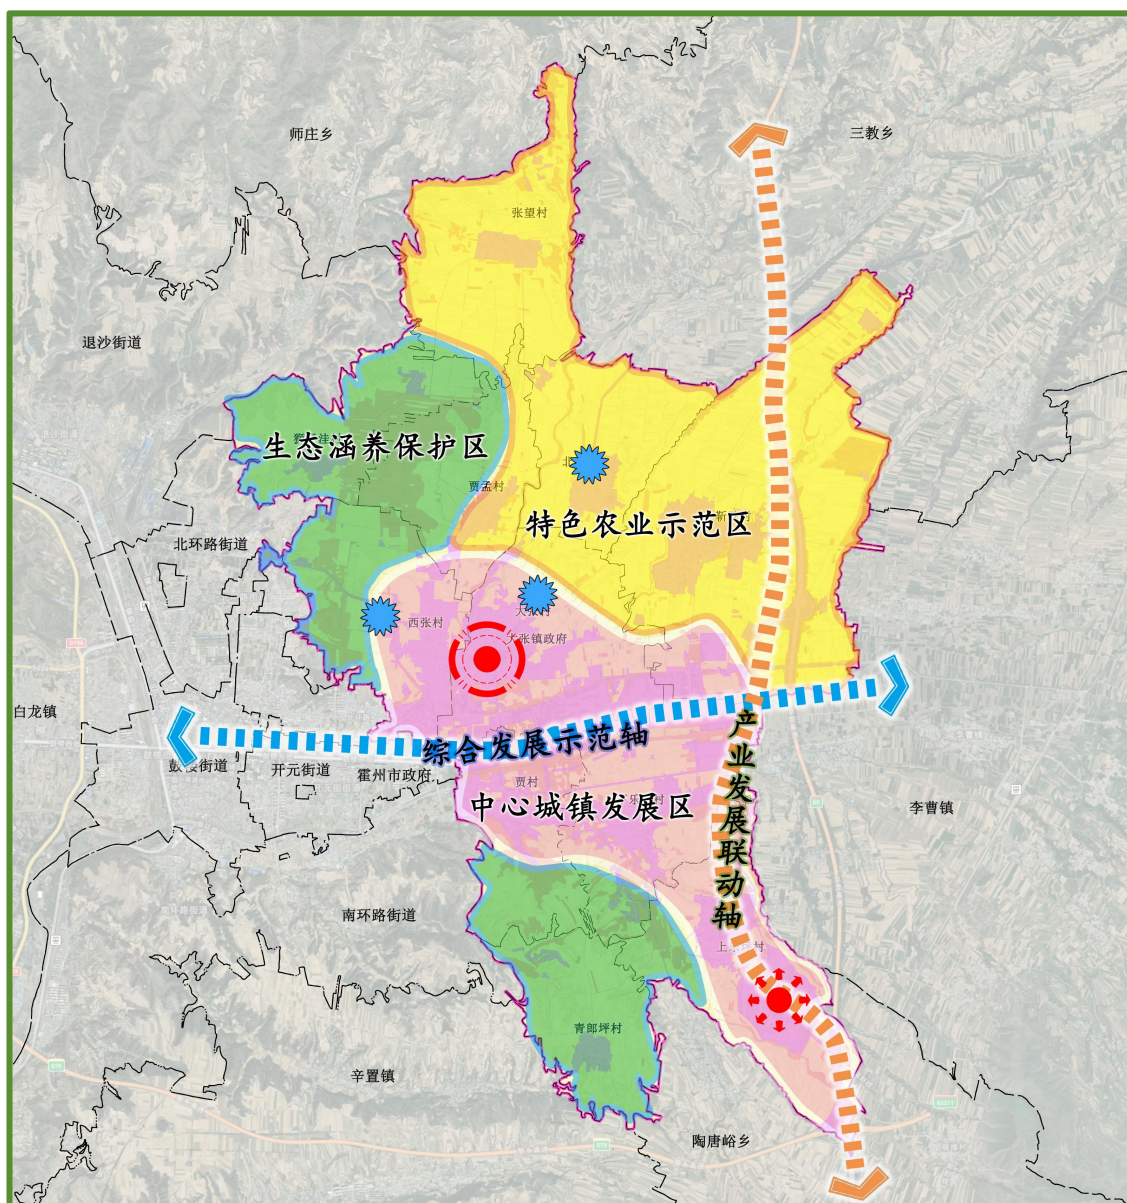 师庄乡
三教乡
张望村
退沙街道
生态涵养保护区
贾孟村
北
特色农业示范区
北环路街道
西张村
大张镇政府
白龙镇
鼓楼街道
开元街道
霍州市政府
综合发展示范轴
产业发展联动轴
贾村
中心城镇发展区
李曹镇
南环路街道
青郎坪村
辛置镇
陶唐峪乡